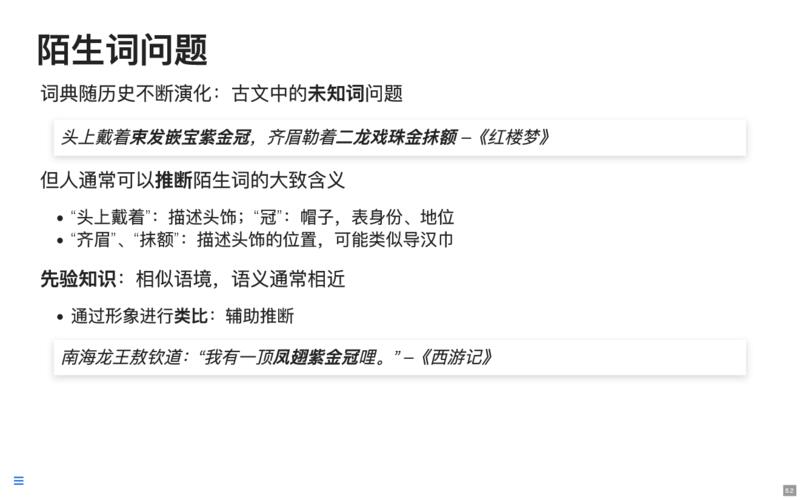 陌生词问题
词典随历史不断演化：古文中的未知词问题
头上戴着束发嵌宝紫金冠，齐眉勒着二龙戏珠金抹额 –《红楼梦》
但人通常可以推断陌生词的大致含义
• “头上戴着”：描述头饰；“冠”：帽子，表身份、地位
• “齐眉”、“抹额”：描述头饰的位置，可能类似导汉巾
先验知识：相似语境，语义通常相近
• 通过形象进行类比：辅助推断
南海龙王敖钦道：“我有一顶凤翅紫金冠哩。” –《西游记》
5.2